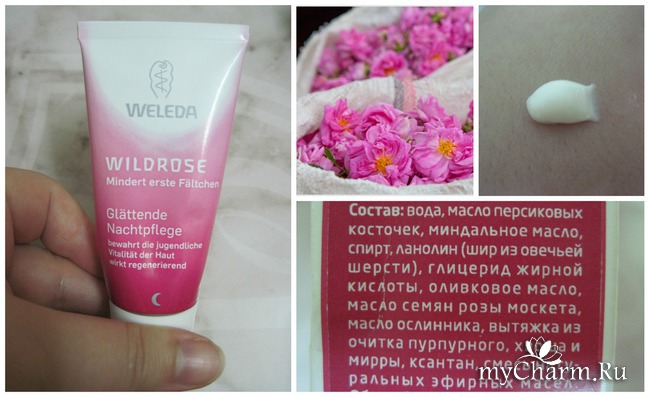 WELEDA
WILDROSE
Mindert erste Fältchen
Glättende
Nachtpflege
bewahrt die jugendliche
Vitalität der Haut
wirkt regenerierend
Состав: вода, масло персиковых
косточек, миндальное масло,
спирт, ланолин (шир из овечьей
шерсти), глицерид жирной
кислоты, оливковое масло,
масло семян розы москета,
масло ослинника, вытяжка из
очитка пурпурного, и
мирры, ксантан,
ральных эфирных масел.
myCharm.Ru